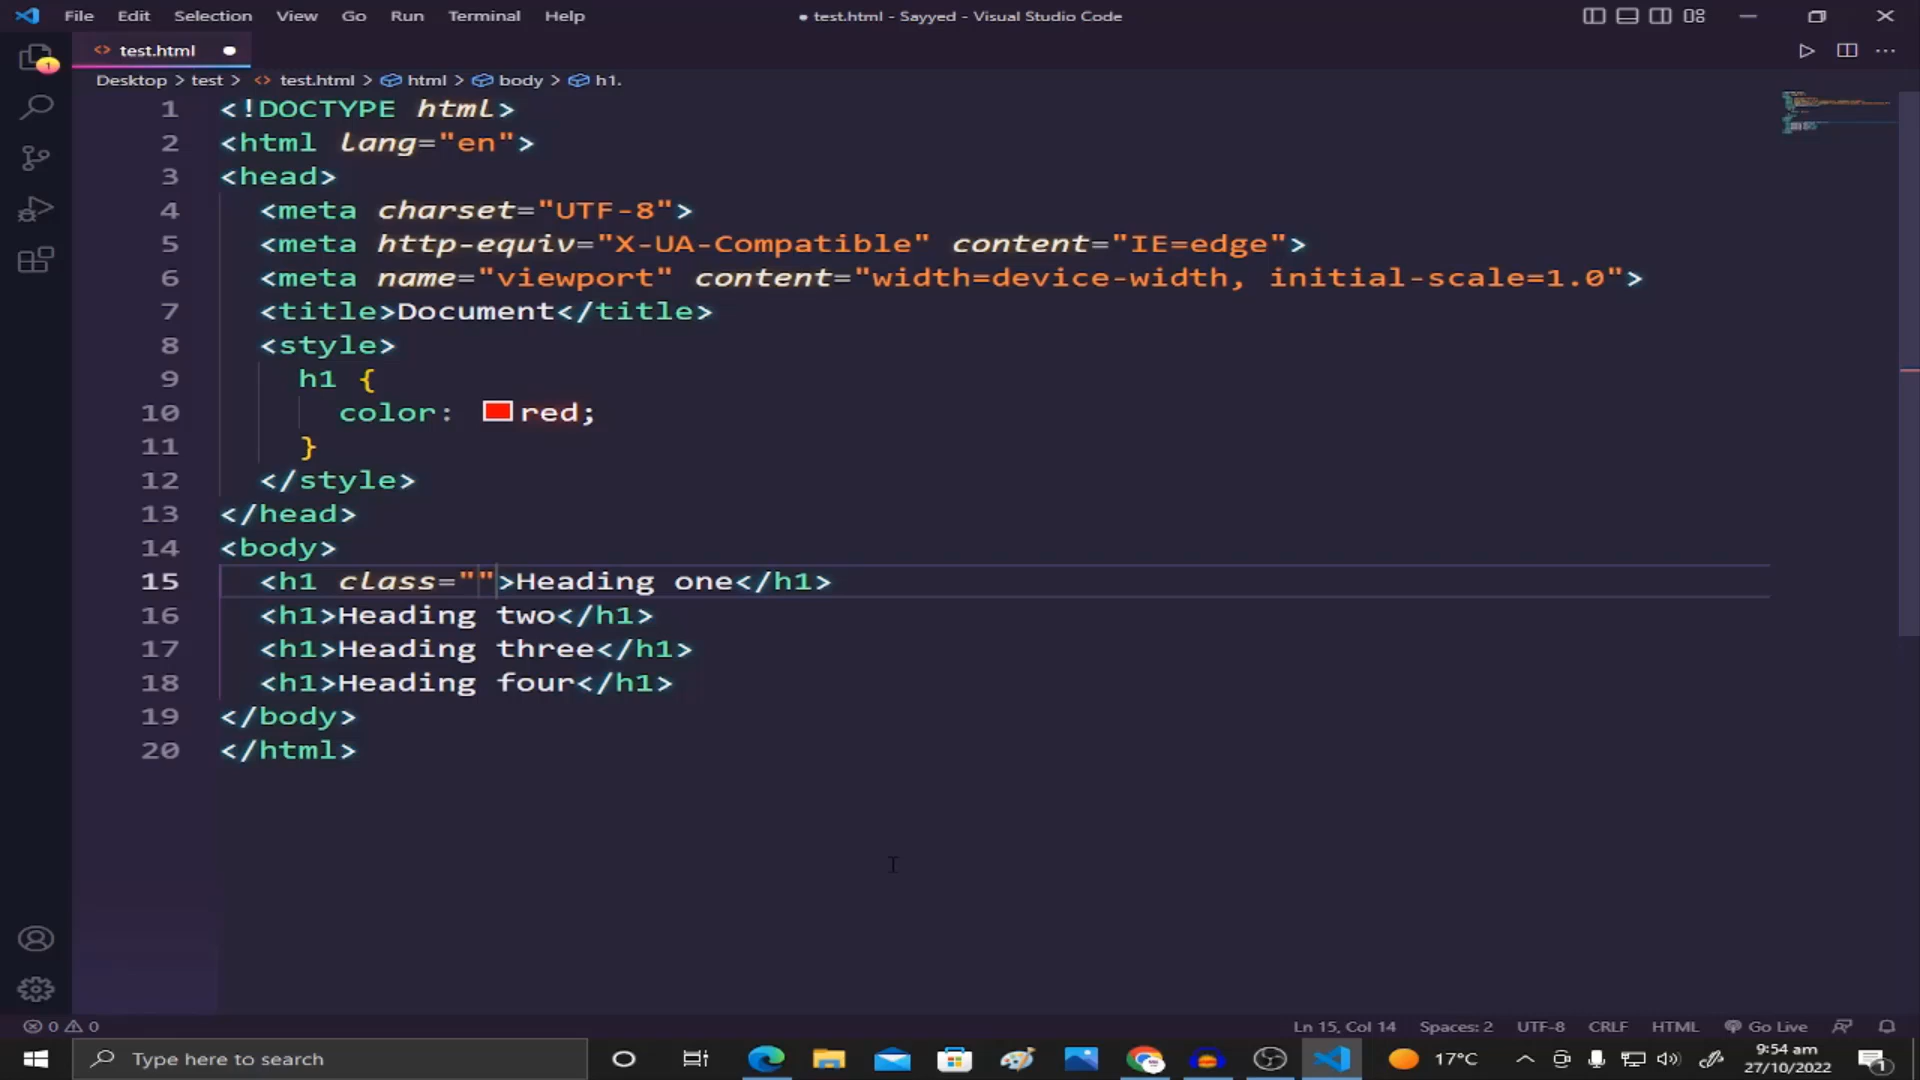 File Edit Selection View Go Run Terminal Help ● test.html - Sayyed - Visual Studio Code
<> test.html ●
Desktop > test > <> test.html > html > body > h1.
1 <!DOCTYPE html>
2 <html lang="en">
3 <head>
4 <meta charset="UTF-8">
5 <meta http-equiv="X-UA-Compatible" content="IE=edge">
6 <meta name="viewport" content="width=device-width, initial-scale=1.0">
7 <title>Document</title>
8 <style>
9 h1 {
10 color: red;
11 }
12 </style>
13 </head>
14 <body>
15 <h1 class="">Heading one</h1>
16 <h1>Heading two</h1>
17 <h1>Heading three</h1>
18 <h1>Heading four</h1>
19 </body>
20 </html>
1
0 0 Ln 15, Col 14 Spaces: 2 UTF-8 CRLF HTML Go Live
Type here to search 17°C 9:54 am
27/10/2022 1